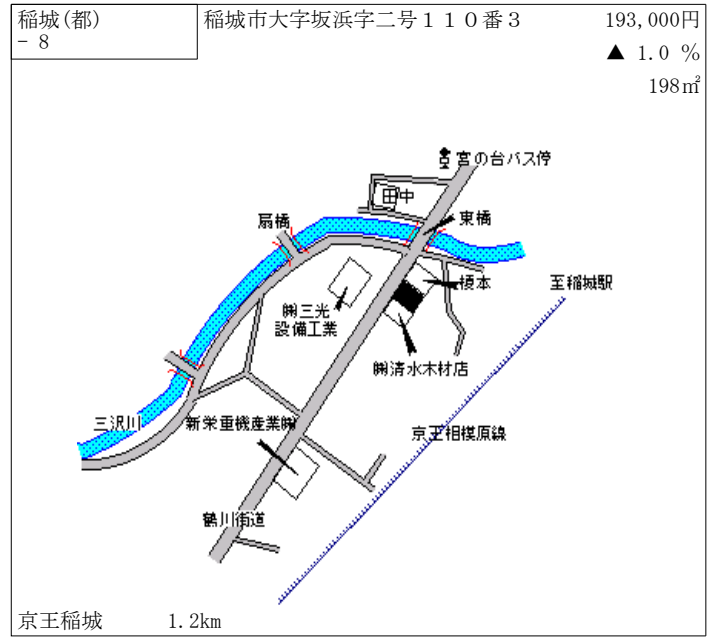 稲城(都)
- 8
稲城市大字坂浜字二号１１０番３
193,000円
▲ 1.0 %
198㎡
宮の台バス停
田中
東橋
扇橋
榎本
至稲城駅
㈱三光
設備工業
㈱清水木材店
三沢川
新栄重機産業㈱
京王相模原線
鶴川街道
京王稲城
1.2km